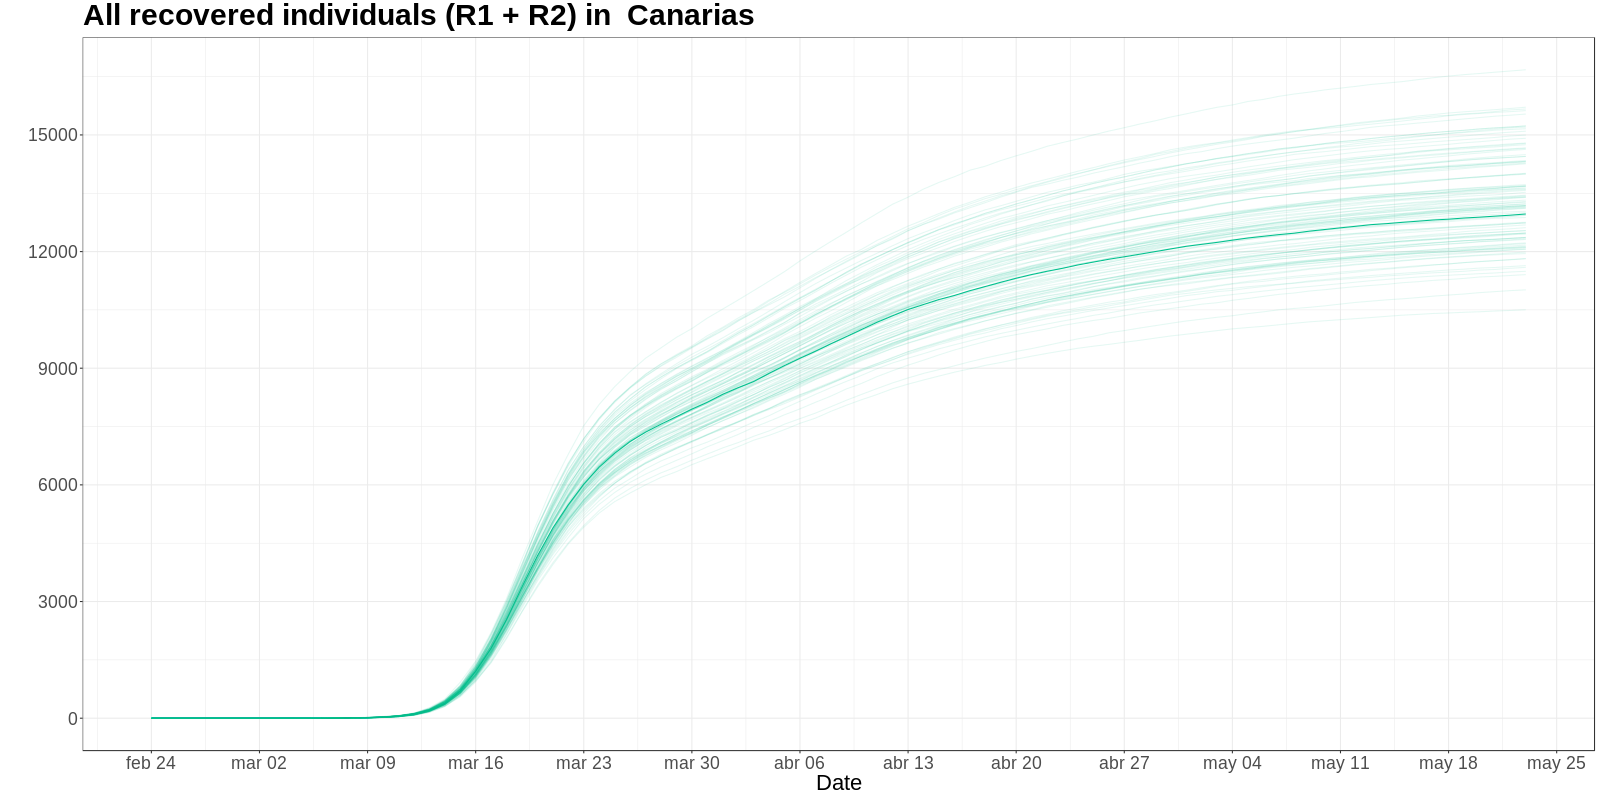 All recovered individuals (R1 + R2) in  Canarias
15000
12000
9000
6000
3000
0
feb 24 mar 02 mar 09 mar 16 mar 23 mar 30 abr 06 abr 13 abr 20 abr 27 may 04 may 11 may 18 may 25
Date